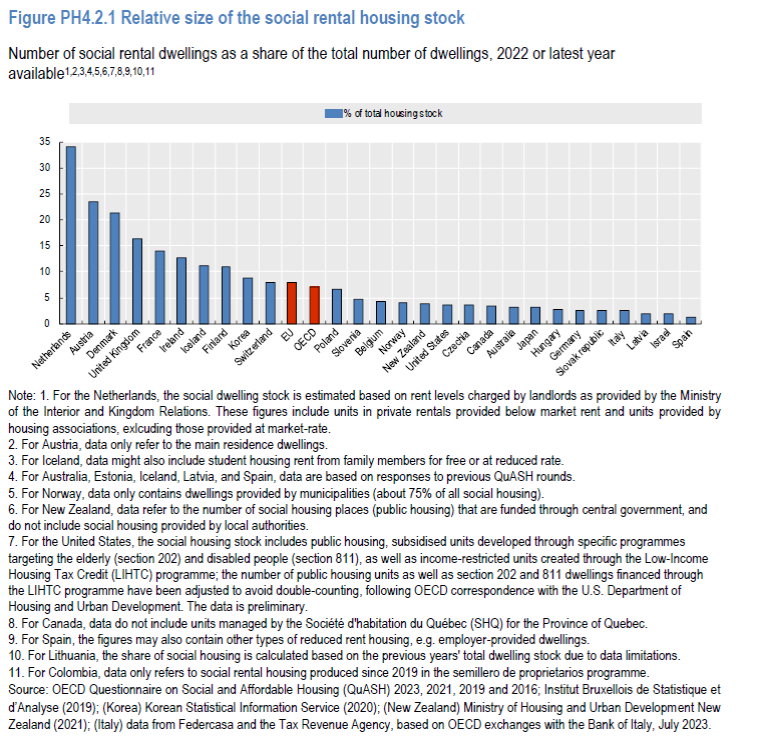 Figure PH4.2.1 Relative size of the social rental housing stock
Number of social rental dwellings as a share of the total number of dwellings, 2022 or latest year
available1,2,3,4,5,6,7,8,9,10,11
% of total housing stock
35
30
25
20
15
10
5
0
Netherlands
Austria
Denmark
United Kingdom
France
Ireland
Iceland
Finland
Korea
Switzerland
EU
OECD
Poland
Slovenia
Belgium
Norway
New Zealand
United States
Czechia
Canada
Australia
Japan
Hungary
Germany
Slovak republic
Italy
Latvia
Israel
Spain
Note: 1. For the Netherlands, the social dwelling stock is estimated based on rent levels charged by landlords as provided by the Ministry
of the Interior and Kingdom Relations. These figures include units in private rentals provided below market rent and units provided by
housing associations, exlcuding those provided at market-rate.
2. For Austria, data only refer to the main residence dwellings.
3. For Iceland, data might also include student housing rent from family members for free or at reduced rate.
4. For Australia, Estonia, Iceland, Latvia, and Spain, data are based on responses to previous QuASH rounds.
5. For Norway, data only contains dwellings provided by municipalities (about 75% of all social housing).
6. For New Zealand, data refer to the number of social housing places (public housing) that are funded through central government, and
do not include social housing provided by local authorities.
7. For the United States, the social housing stock includes public housing, subsidised units developed through specific programmes
targeting the elderly (section 202) and disabled people (section 811), as well as income-restricted units created through the Low-Income
Housing Tax Credit (LIHTC) programme; the number of public housing units as well as section 202 and 811 dwellings financed through
the LIHTC programme have been adjusted to avoid double-counting, following OECD correspondence with the U.S. Department of
Housing and Urban Development. The data is preliminary.
8. For Canada, data do not include units managed by the Société d'habitation du Québec (SHQ) for the Province of Quebec.
9. For Spain, the figures may also contain other types of reduced rent housing, e.g. employer-provided dwellings.
10. For Lithuania, the share of social housing is calculated based on the previous years' total dwelling stock due to data limitations.
11. For Colombia, data only refers to social rental housing produced since 2019 in the semillero de proprietarios programme.
Source: OECD Questionnaire on Social and Affordable Housing (QuASH) 2023, 2021, 2019 and 2016; Institut Bruxellois de Statistique et
d'Analyse (2019); (Korea) Korean Statistical Information Service (2020); (New Zealand) Ministry of Housing and Urban Development New
Zealand (2021); (Italy) data from Federcasa and the Tax Revenue Agency, based on OECD exchanges with the Bank of Italy, July 2023.